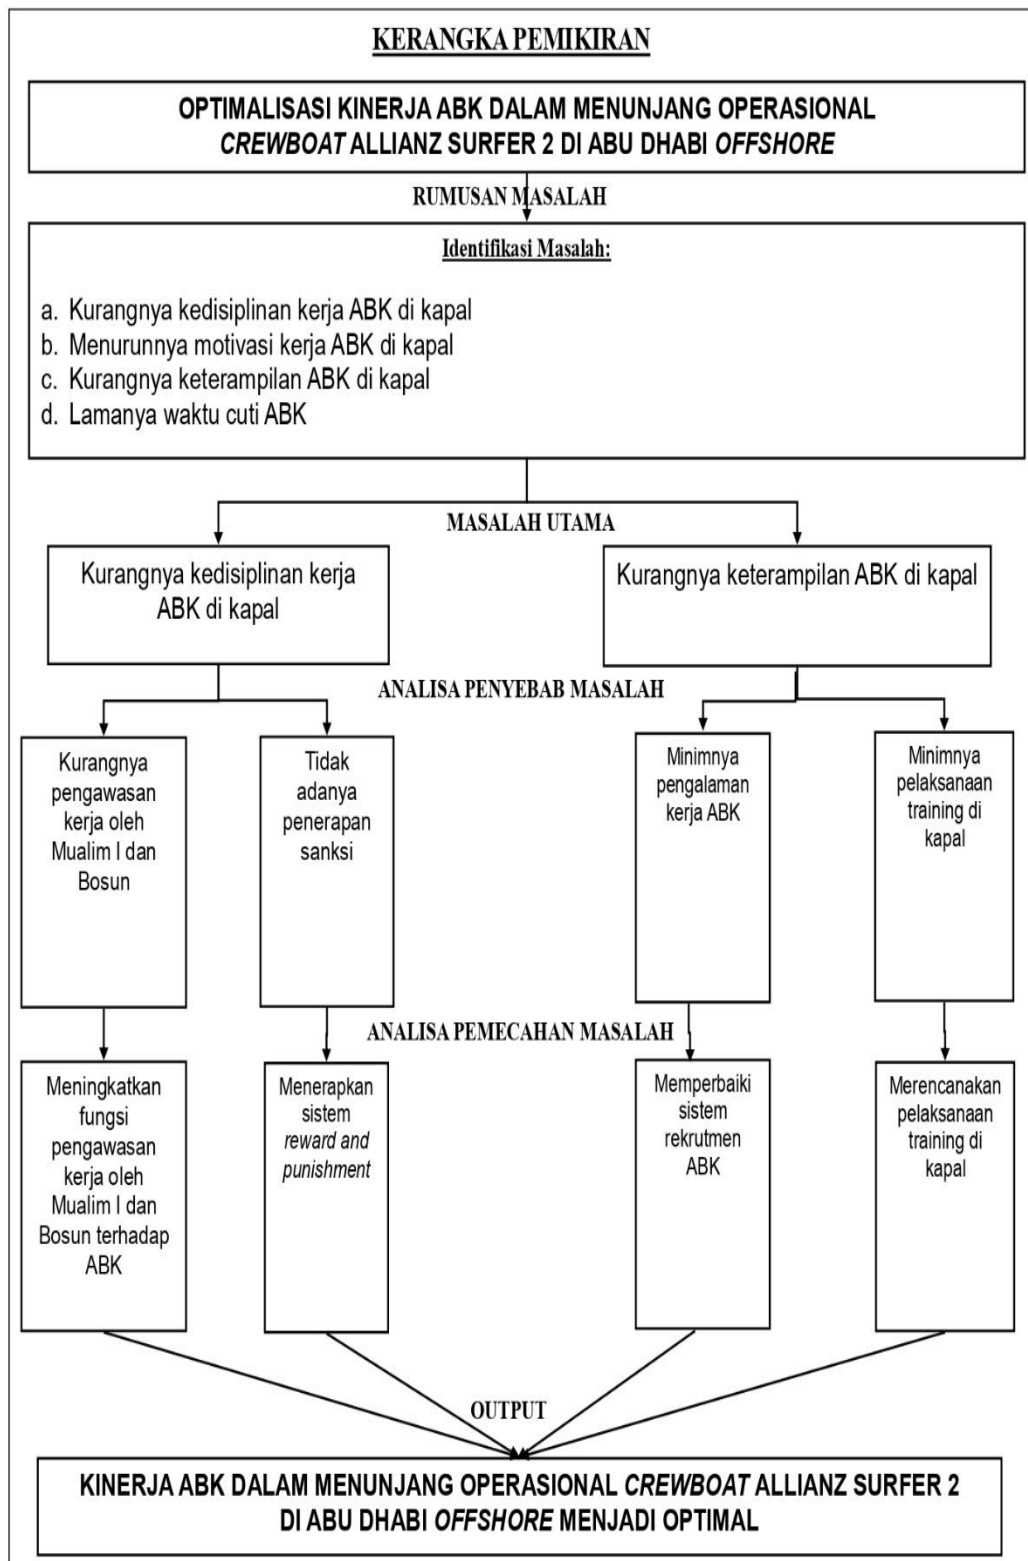 KERANGKA PEMIKIRAN
OPTIMALISASI KINERJA ABK DALAM MENUNJANG OPERASIONAL
CREWBOAT ALLIANZ SURFER 2 DI ABU DHABI OFFSHORE
RUMUSAN MASALAH
Identifikasi Masalah:
a. Kurangnya kedisiplinan kerja ABK di kapal
b. Menurunnya motivasi kerja ABK di kapal
c. Kurangnya keterampilan ABK di kapal
d. Lamanya waktu cuti ABK
MASALAH UTAMA
Kurangnya kedisiplinan kerja
ABK di kapal
Kurangnya keterampilan ABK di kapal
ANALISA PENYEBAB MASALAH
Kurangnya
pengawasan
kerja oleh
Mualim I dan
Bosun
Tidak
adanya
penerapan
sanksi
Minimnya
pengalaman
kerja ABK
Minimnya
pelaksanaan
training di
kapal
ANALISA PEMECAHAN MASALAH
Meningkatkan
fungsi
pengawasan
kerja oleh
Mualim I dan
Bosun terhadap
ABK
Menerapkan
sistem
reward and
punishment
Memperbaiki
sistem
rekrutmen
ABK
Merencanakan
pelaksanaan
training di
kapal
OUTPUT
KINERJA ABK DALAM MENUNJANG OPERASIONAL CREWBOAT ALLIANZ SURFER 2
DI ABU DHABI OFFSHORE MENJADI OPTIMAL